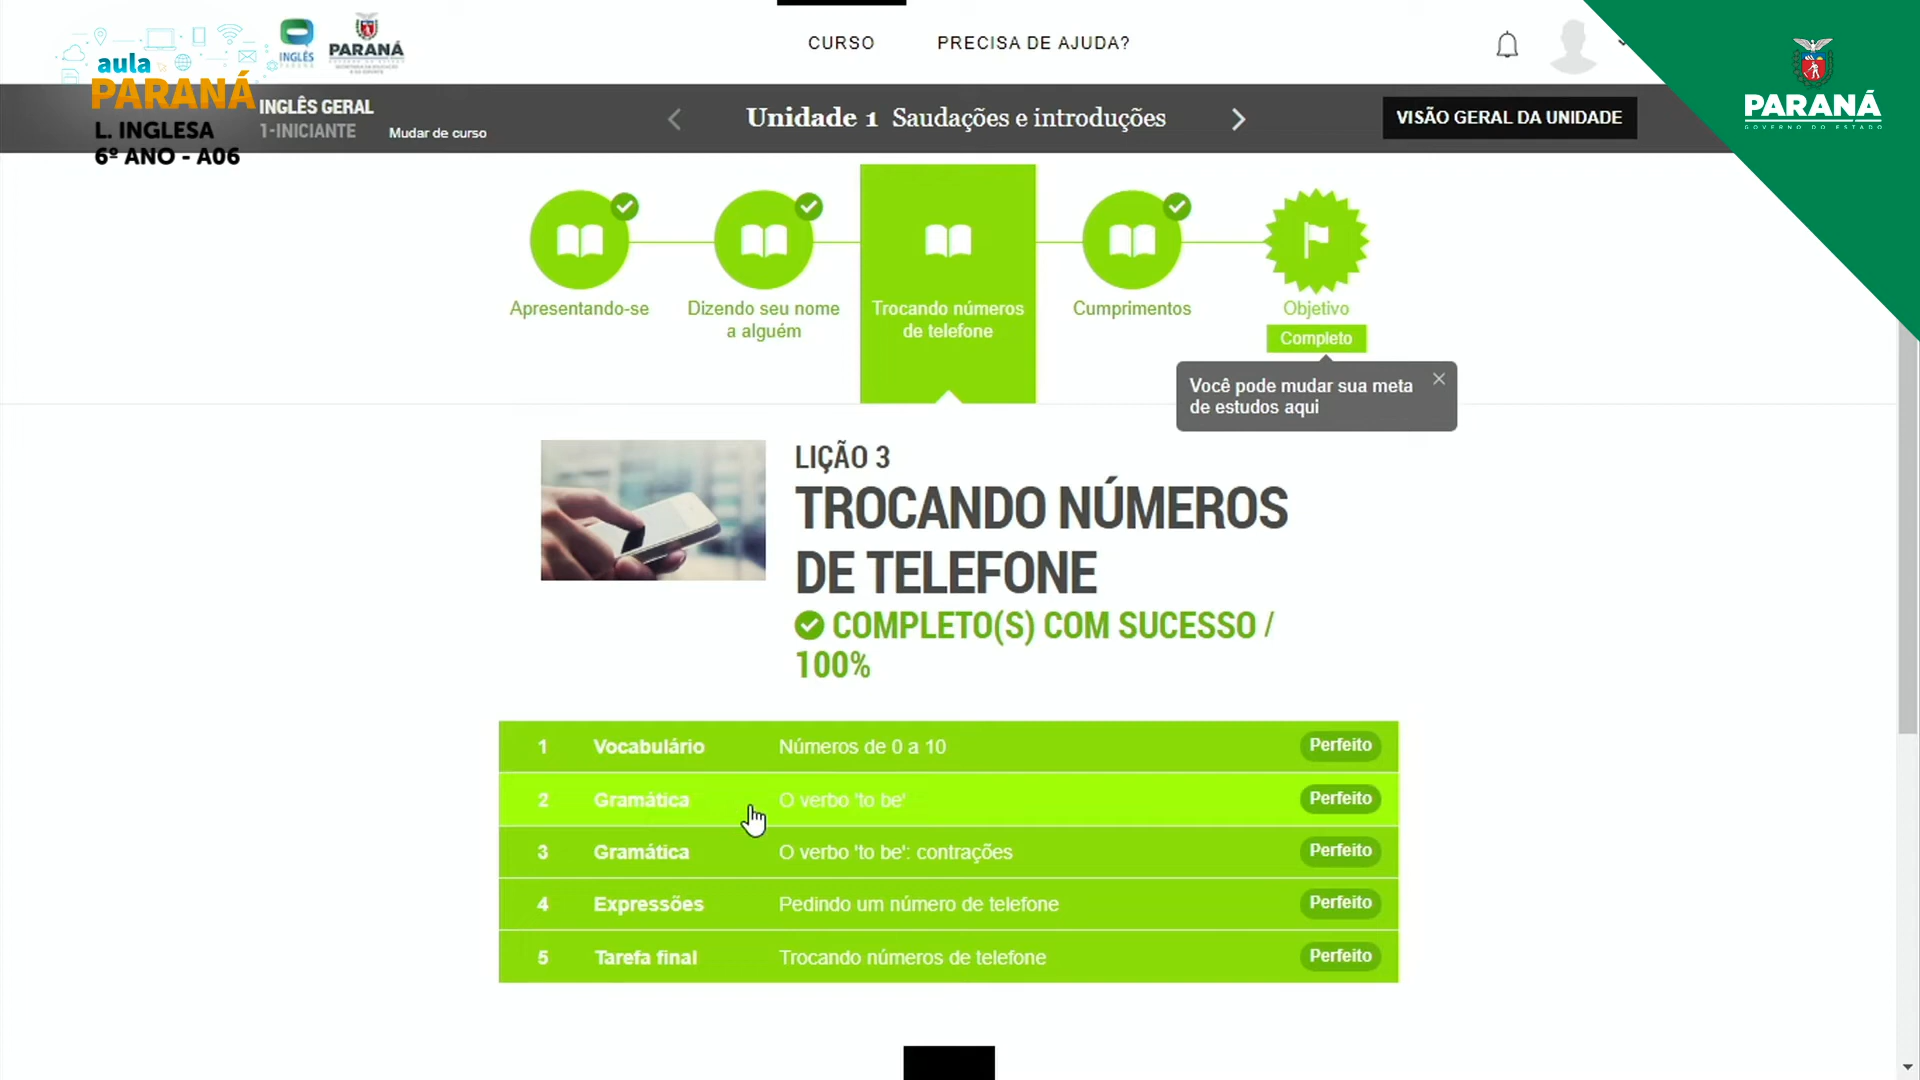 aula
PARANÁ
L. INGLESA
6º ANO - A06
INGLÊS
PARANÁ
CURSO
PRECISA DE AJUDA?
PARANÁ
GOVERNO DO ESTADO
INGLÊS GERAL
1-INICIANTE
Mudar de curso
Unidade 1 Saudações e introduções
VISÃO GERAL DA UNIDADE
Apresentando-se
Dizendo seu nome
a alguém
Trocando números
de telefone
Cumprimentos
Objetivo
Completo
Você pode mudar sua meta
de estudos aqui
LIÇÃO 3
TROCANDO NÚMEROS
DE TELEFONE
COMPLETO(S) COM SUCESSO /
100%
1 Vocabulário Números de 0 a 10 Perfeito
2 Gramática O verbo 'to be' Perfeito
3 Gramática O verbo 'to be': contrações Perfeito
4 Expressões Pedindo um número de telefone Perfeito
5 Tarefa final Trocando números de telefone Perfeito